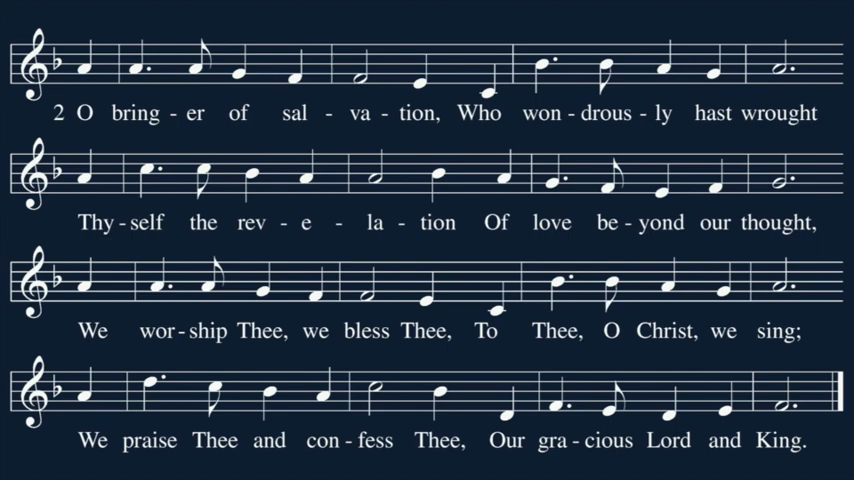 2 O bring - er of sal - va - tion, Who won - drous - ly hast wrought
Thy - self the rev - e - la - tion Of love be - yond our thought,
We wor - ship Thee, we bless Thee, To Thee, O Christ, we sing;
We praise Thee and con - fess Thee, Our gra - cious Lord and King.